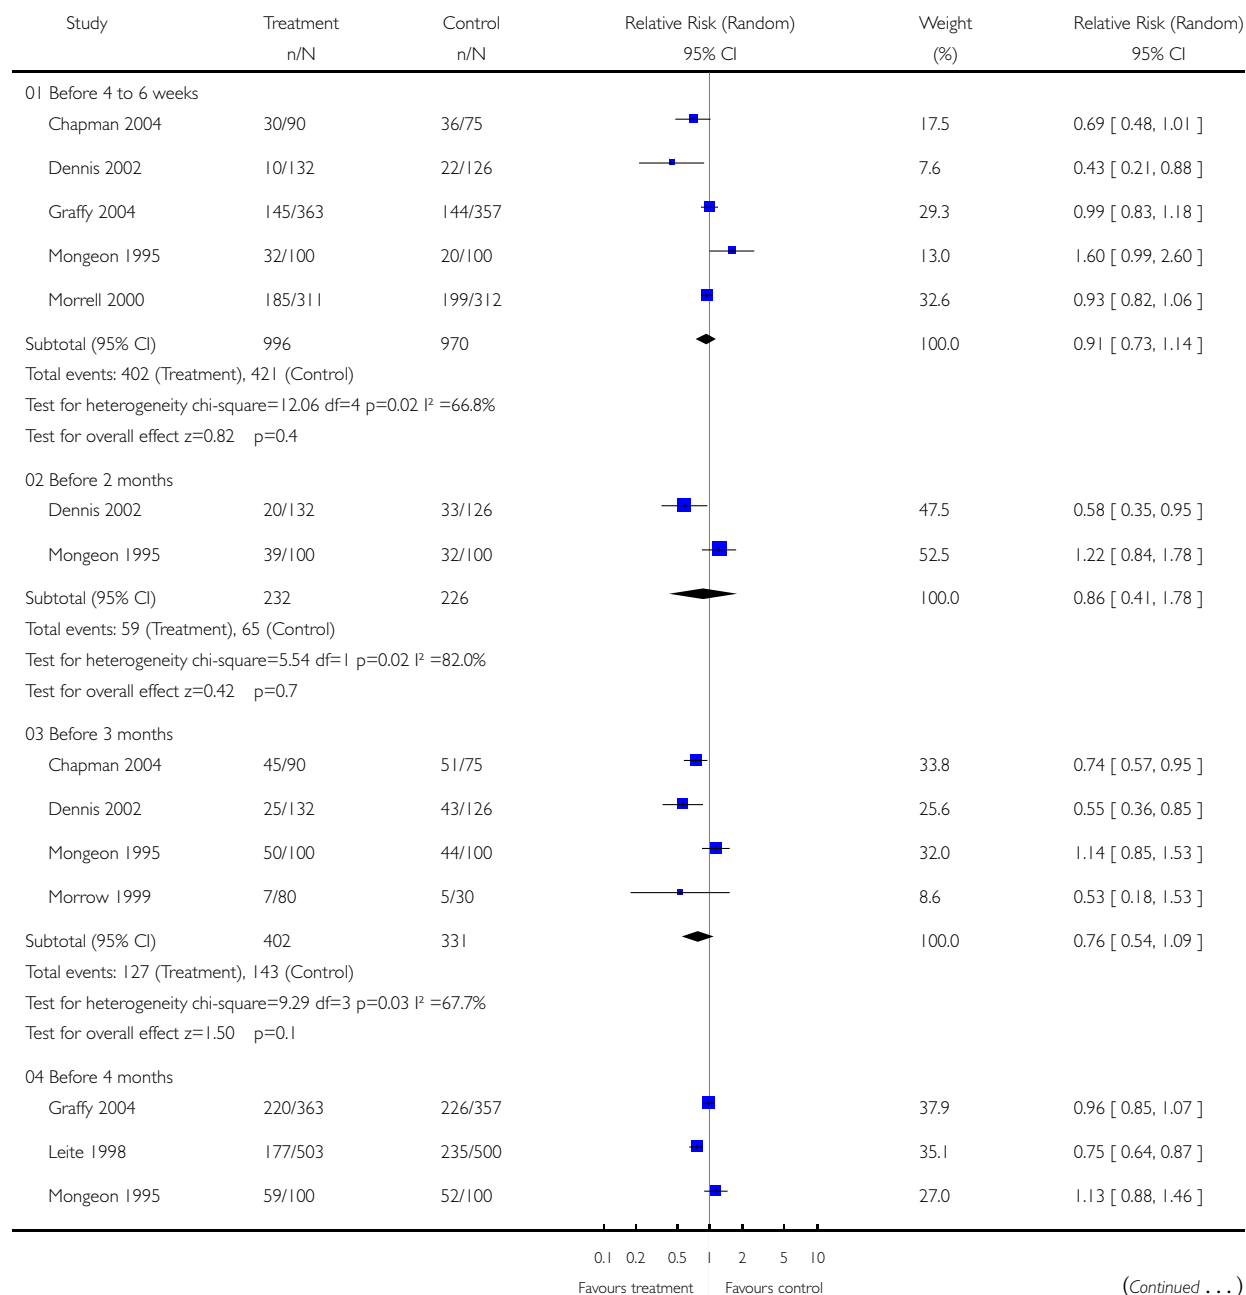 Study Treatment Control Relative Risk (Random) Weight Relative Risk (Random)
n/N n/N 95% CI (%) 95% CI
01 Before 4 to 6 weeks
Chapman 2004 30/90 36/75 17.5 0.69 [ 0.48, 1.01 ]
Dennis 2002 10/132 22/126 7.6 0.43 [ 0.21, 0.88 ]
Graffy 2004 145/363 144/357 29.3 0.99 [ 0.83, 1.18 ]
Mongeon 1995 32/100 20/100 13.0 1.60 [ 0.99, 2.60 ]
Morrell 2000 185/311 199/312 32.6 0.93 [ 0.82, 1.06 ]
Subtotal (95% CI) 996 970 100.0 0.91 [ 0.73, 1.14 ]
Total events: 402 (Treatment), 421 (Control)
Test for heterogeneity chi-square=12.06 df=4 p=0.02 I² =66.8%
Test for overall effect z=0.82 p=0.4
02 Before 2 months
Dennis 2002 20/132 33/126 47.5 0.58 [ 0.35, 0.95 ]
Mongeon 1995 39/100 32/100 52.5 1.22 [ 0.84, 1.78 ]
Subtotal (95% CI) 232 226 100.0 0.86 [ 0.41, 1.78 ]
Total events: 59 (Treatment), 65 (Control)
Test for heterogeneity chi-square=5.54 df=1 p=0.02 I² =82.0%
Test for overall effect z=0.42 p=0.7
03 Before 3 months
Chapman 2004 45/90 51/75 33.8 0.74 [ 0.57, 0.95 ]
Dennis 2002 25/132 43/126 25.6 0.55 [ 0.36, 0.85 ]
Mongeon 1995 50/100 44/100 32.0 1.14 [ 0.85, 1.53 ]
Morrow 1999 7/80 5/30 8.6 0.53 [ 0.18, 1.53 ]
Subtotal (95% CI) 402 331 100.0 0.76 [ 0.54, 1.09 ]
Total events: 127 (Treatment), 143 (Control)
Test for heterogeneity chi-square=9.29 df=3 p=0.03 I² =67.7%
Test for overall effect z=1.50 p=0.1
04 Before 4 months
Graffy 2004 220/363 226/357 37.9 0.96 [ 0.85, 1.07 ]
Leite 1998 177/503 235/500 35.1 0.75 [ 0.64, 0.87 ]
Mongeon 1995 59/100 52/100 27.0 1.13 [ 0.88, 1.46 ]
0.1 0.2 0.5 1 2 5 10
Favours treatment Favours control (Continued . . . )